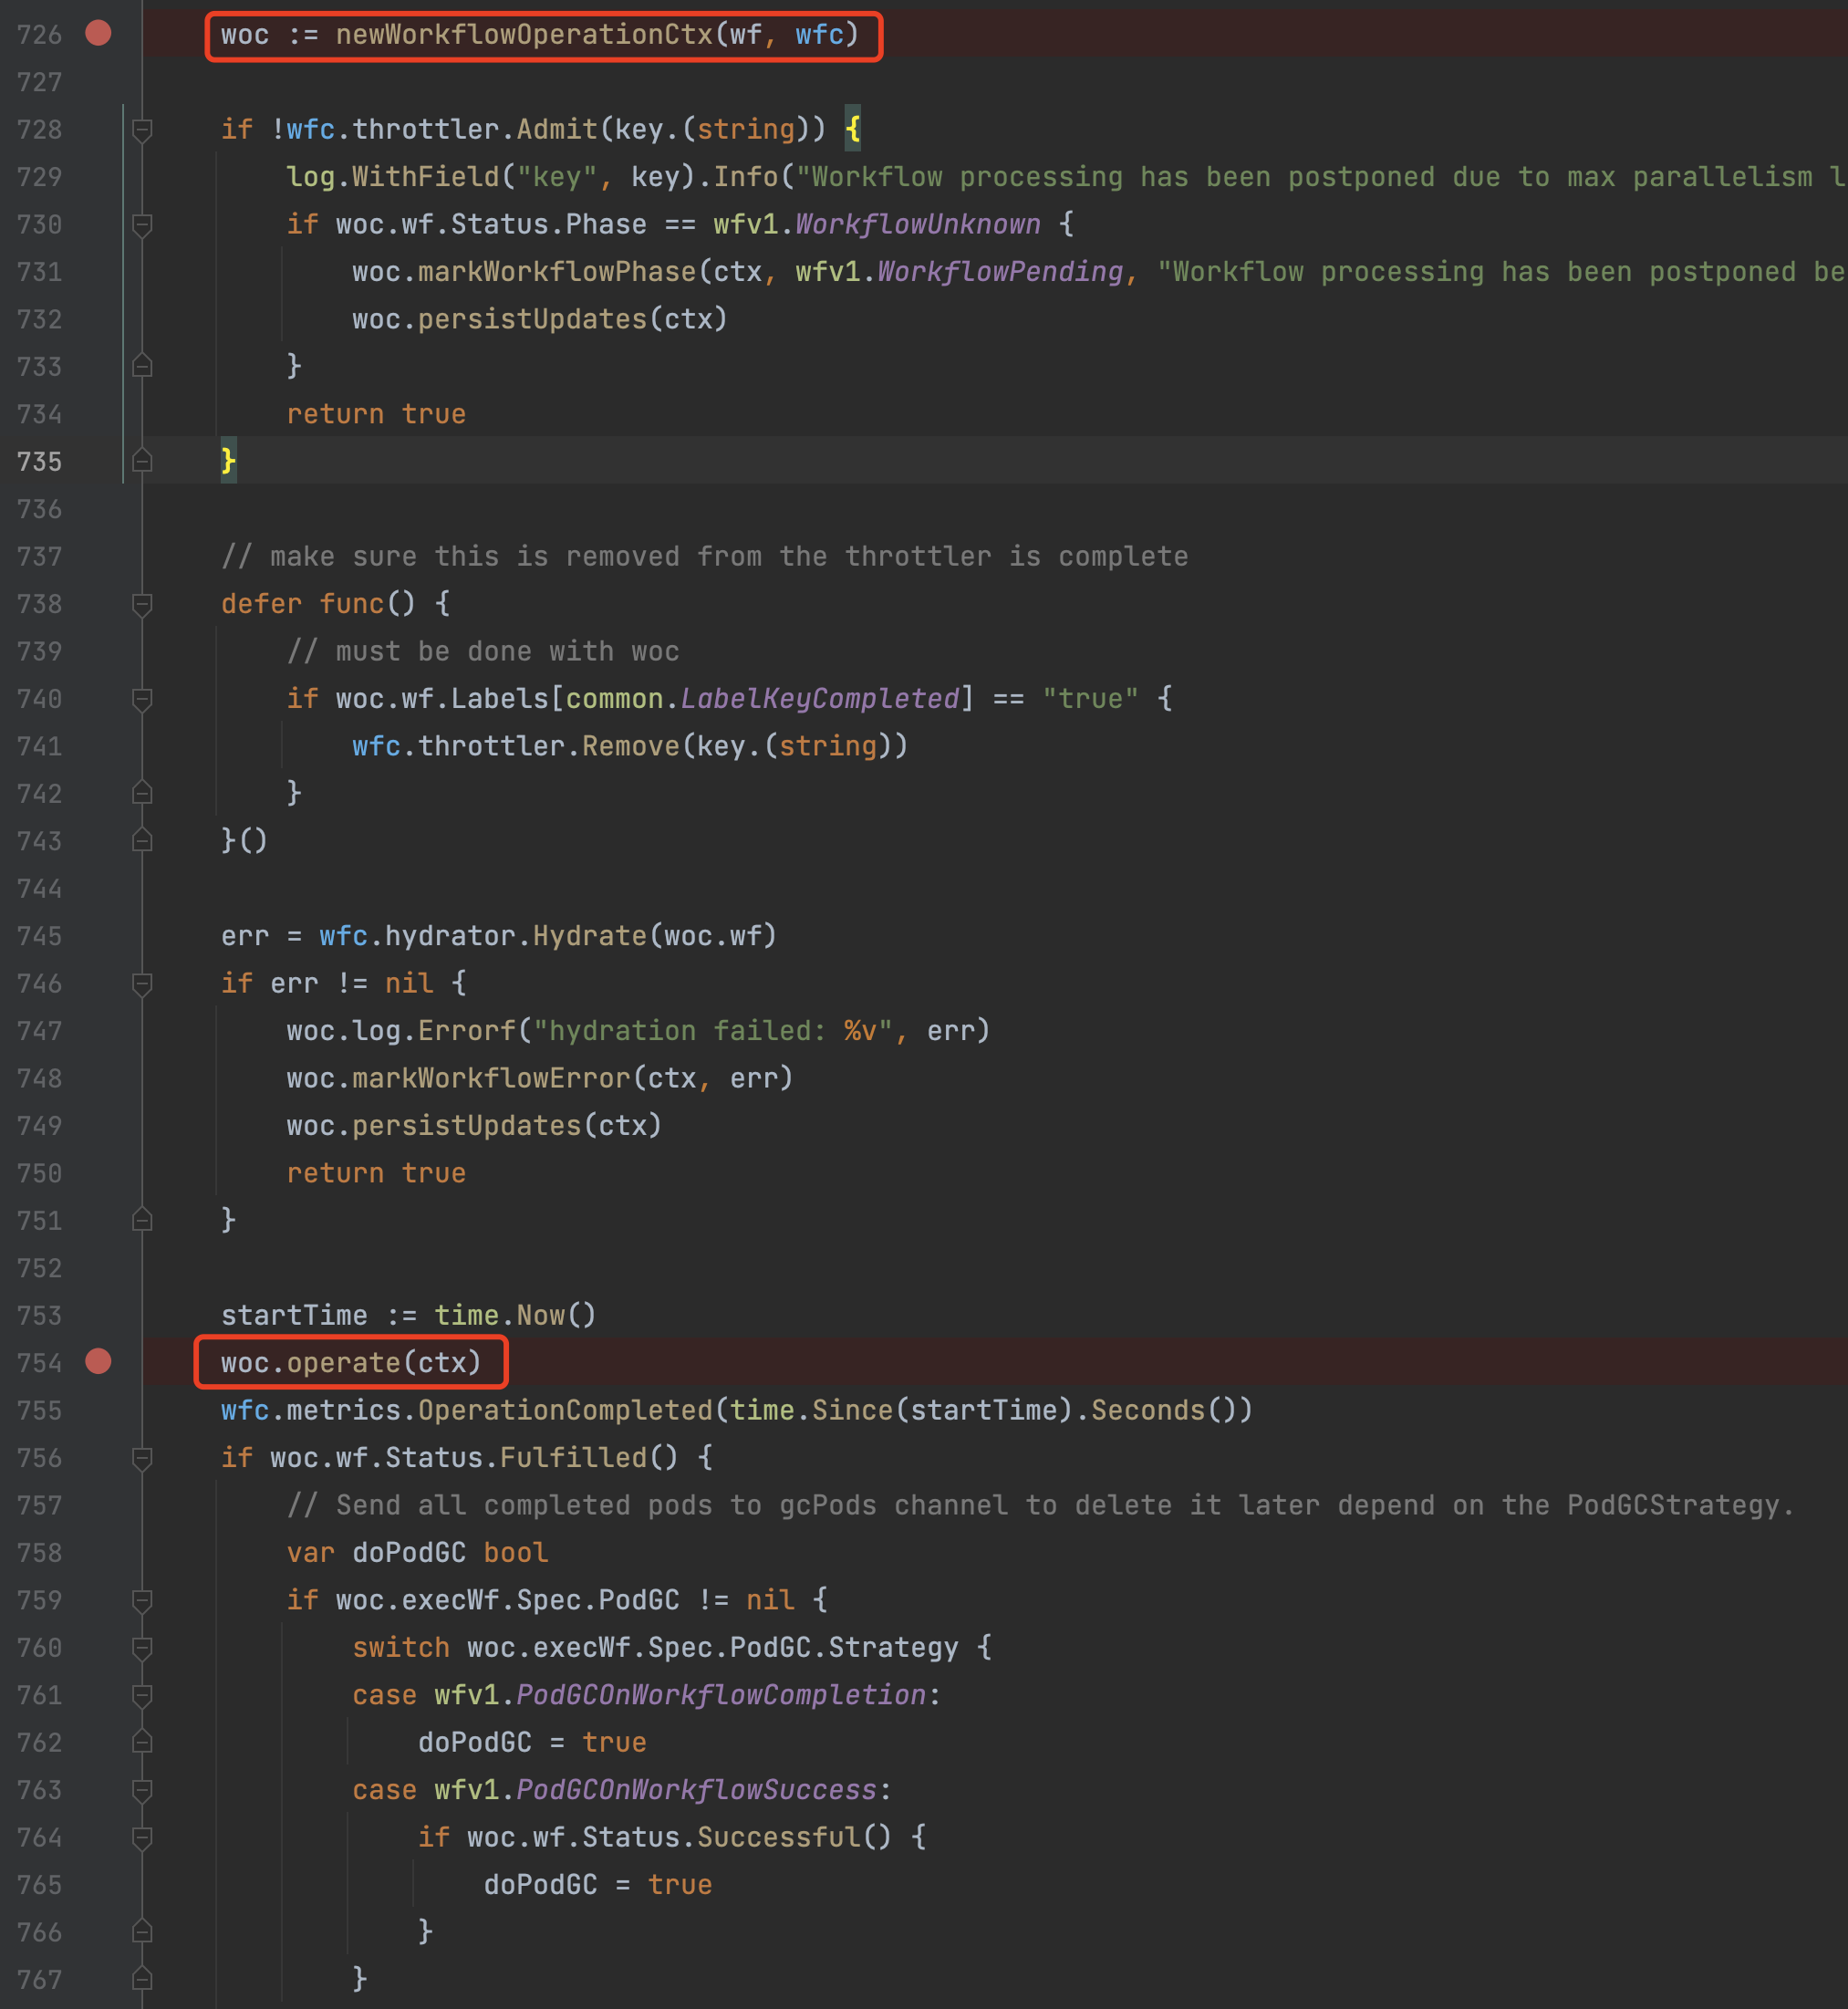 726 woc := newWorkflowOperationCtx(wf, wfc)
727
728 if !wfc.throttler.Admit(key.(string)) {
729 log.WithField("key", key).Info("Workflow processing has been postponed due to max parallelism l
730 if woc.wf.Status.Phase == wfv1.WorkflowUnknown {
731 woc.markWorkflowPhase(ctx, wfv1.WorkflowPending, "Workflow processing has been postponed be
732 woc.persistUpdates(ctx)
733 }
734 return true
735 }
736
737 // make sure this is removed from the throttler is complete
738 defer func() {
739 // must be done with woc
740 if woc.wf.Labels[common.LabelKeyCompleted] == "true" {
741 wfc.throttler.Remove(key.(string))
742 }
743 }()
744
745 err = wfc.hydrator.Hydrate(woc.wf)
746 if err != nil {
747 woc.log.Errorf("hydration failed: %v", err)
748 woc.markWorkflowError(ctx, err)
749 woc.persistUpdates(ctx)
750 return true
751 }
752
753 startTime := time.Now()
754 woc.operate(ctx)
755 wfc.metrics.OperationCompleted(time.Since(startTime).Seconds())
756 if woc.wf.Status.Fulfilled() {
757 // Send all completed pods to gcPods channel to delete it later depend on the PodGCStrategy.
758 var doPodGC bool
759 if woc.execWf.Spec.PodGC != nil {
760 switch woc.execWf.Spec.PodGC.Strategy {
761 case wfv1.PodGCOnWorkflowCompletion:
762 doPodGC = true
763 case wfv1.PodGCOnWorkflowSuccess:
764 if woc.wf.Status.Successful() {
765 doPodGC = true
766 }
767 }